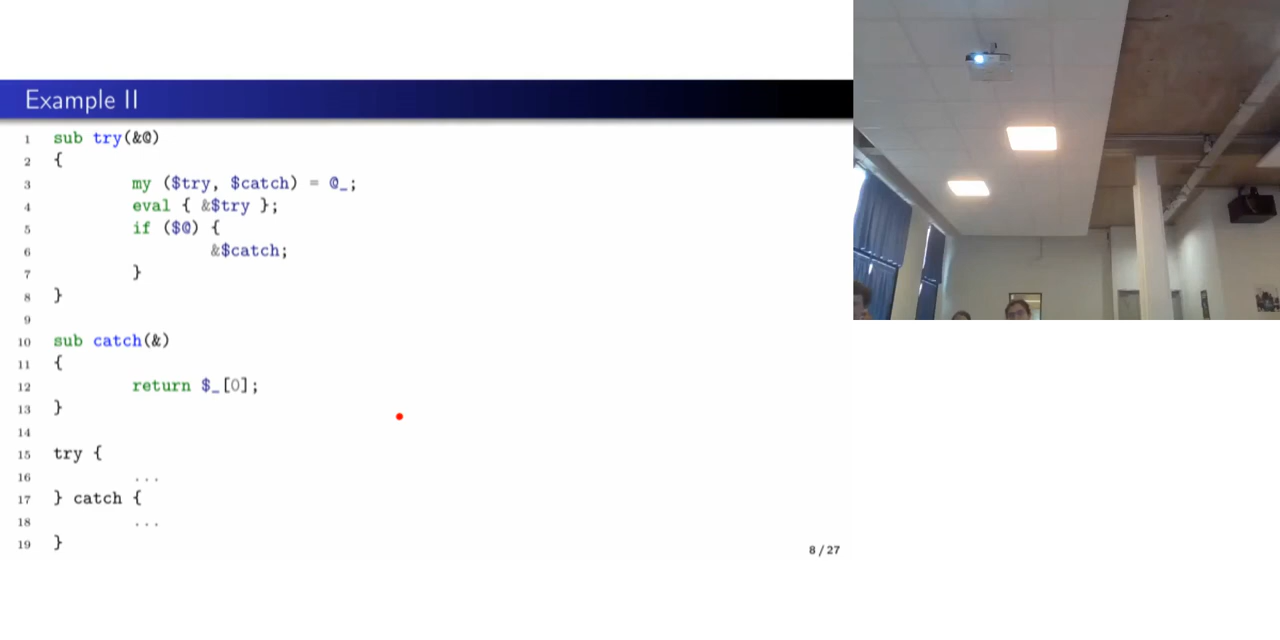 Example II
1 sub try(&@)
2 {
3 my ($try, $catch) = @_;
4 eval { &$try };
5 if ($@) {
6 &$catch;
7 }
8 }
9
10 sub catch(&)
11 {
12 return $_[0];
13 }
14
15 try {
16 ...
17 } catch {
18 ...
19 }
8 / 27